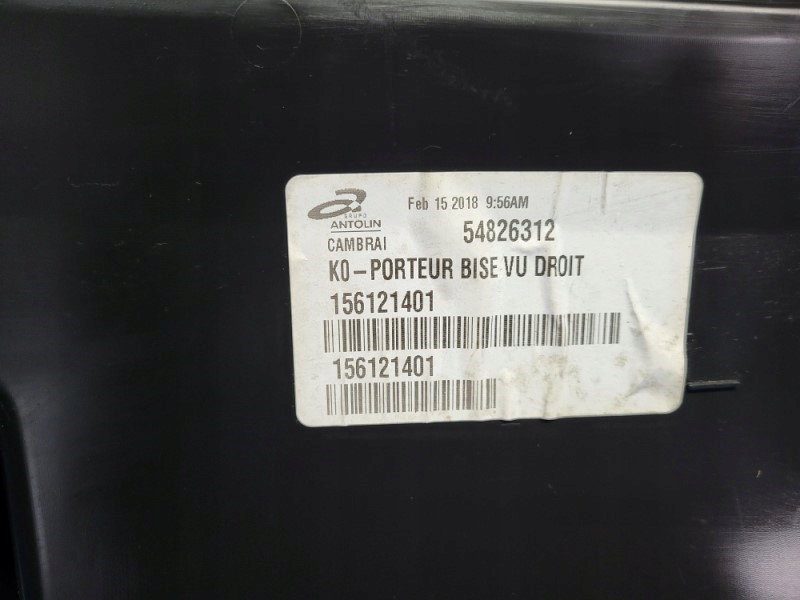 Feb 15 2018 9:56AM
GRUPO
ANTOLIN
CAMBRAI
54826312
K0-PORTEUR BISE VU DROIT
156121401
156121401